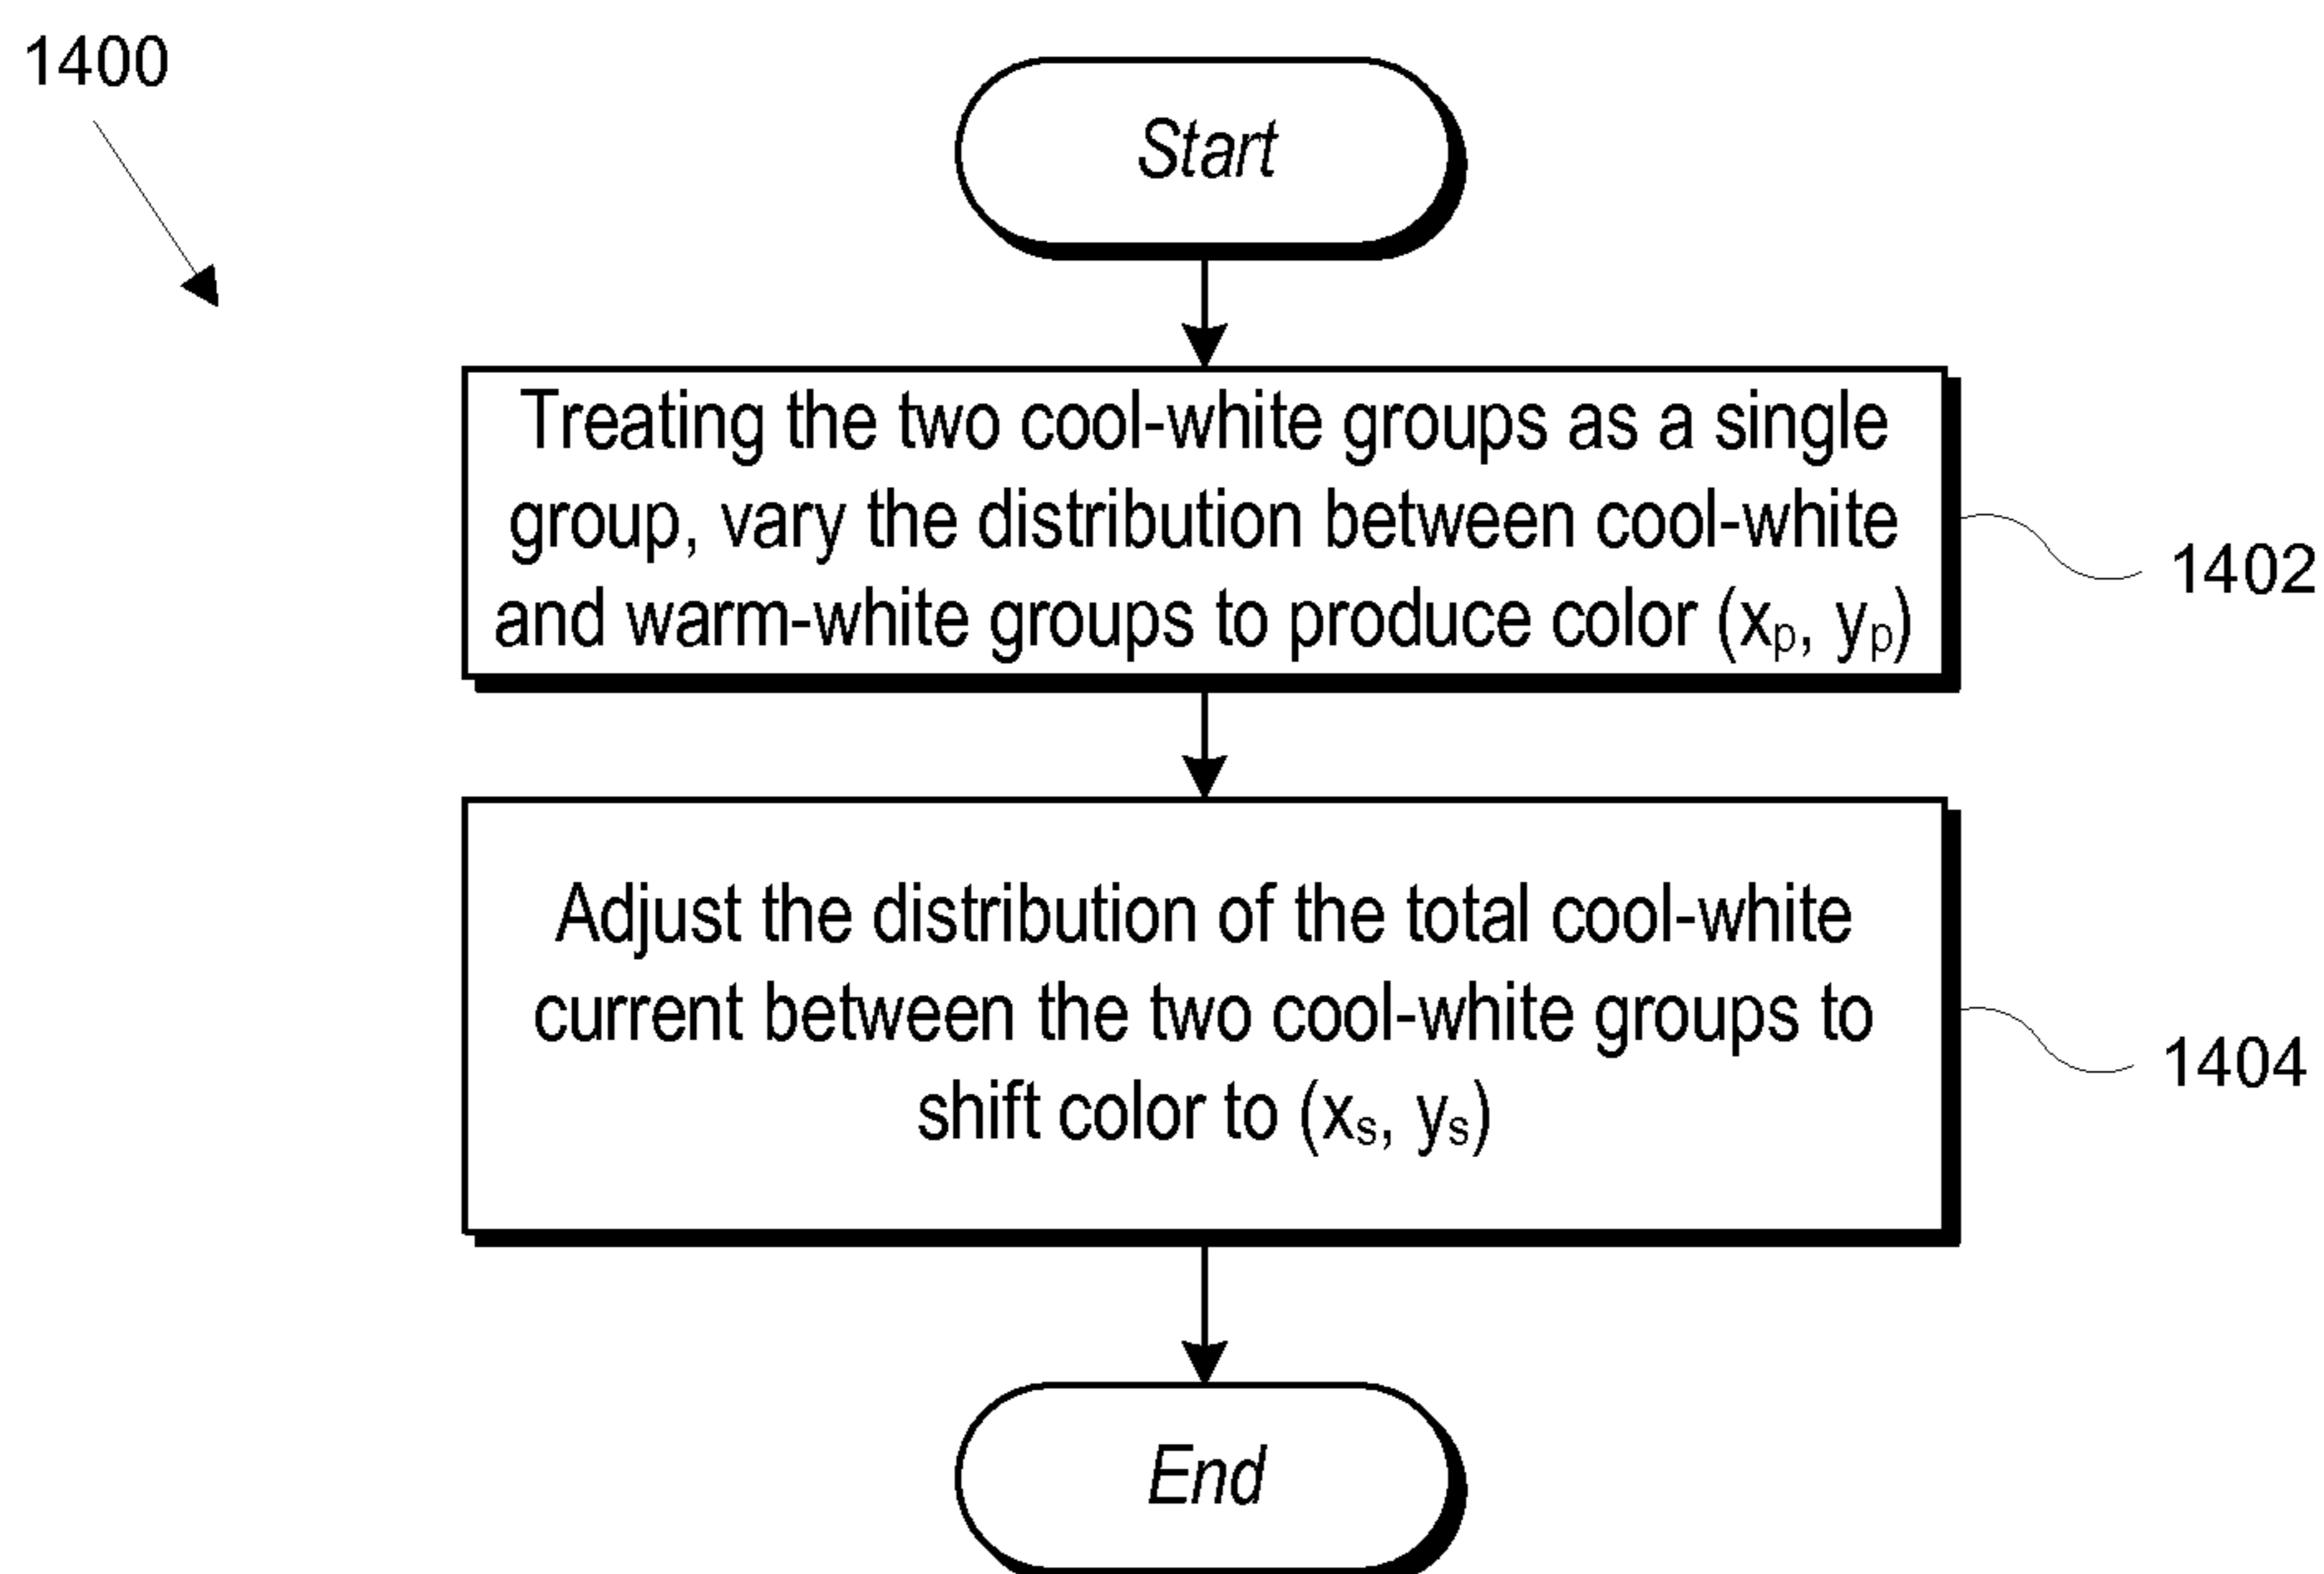 1400
Start
Treating the two cool-white groups as a single
group, vary the distribution between cool-white
and warm-white groups to produce color (xp, yp)
1402
Adjust the distribution of the total cool-white
current between the two cool-white groups to
shift color to (xs, ys)
1404
End